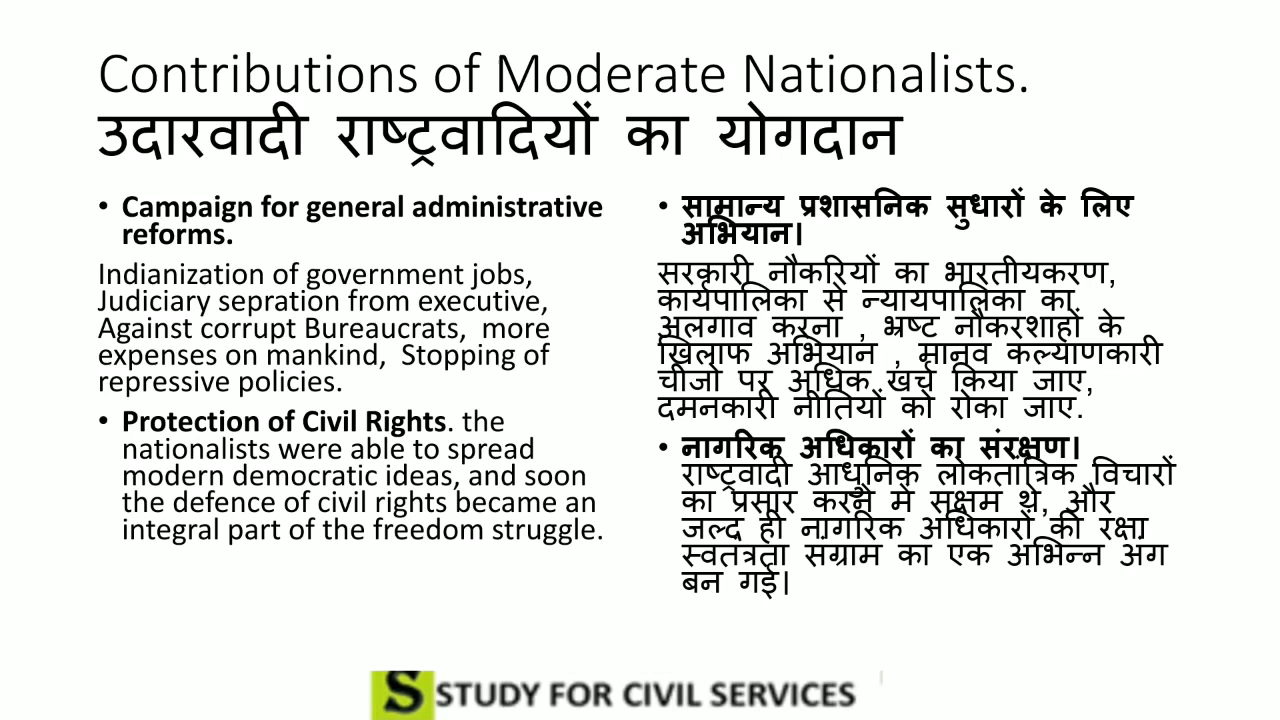 Contributions of Moderate Nationalists.
उदारवादी राष्ट्रवादियों का योगदान
• Campaign for general administrative
reforms.
Indianization of government jobs,
Judiciary sepration from executive,
Against corrupt Bureaucrats,  more
expenses on mankind,  Stopping of
repressive policies.
• Protection of Civil Rights. the
nationalists were able to spread
modern democratic ideas, and soon
the defence of civil rights became an
integral part of the freedom struggle.
• सामान्य प्रशासनिक सुधारों के लिए
अभियान।
सरकारी नौकरियों का भारतीयकरण,
कार्यपालिका से न्यायपालिका का
अलगाव करना , भ्रष्ट नौकरशाहों के
खिलाफ अभियान , मानव कल्याणकारी
चीजों पर अधिक खर्च किया जाए,
दमनकारी नीतियों को रोका जाए.
• नागरिक अधिकारों का संरक्षण।
राष्ट्रवादी आधुनिक लोकतांत्रिक विचारों
का प्रसार करने में सक्षम थे, और
जल्द ही नागरिक अधिकारों की रक्षा
स्वतंत्रता संग्राम का एक अभिन्न अंग
बन गई।
S STUDY FOR CIVIL SERVICES